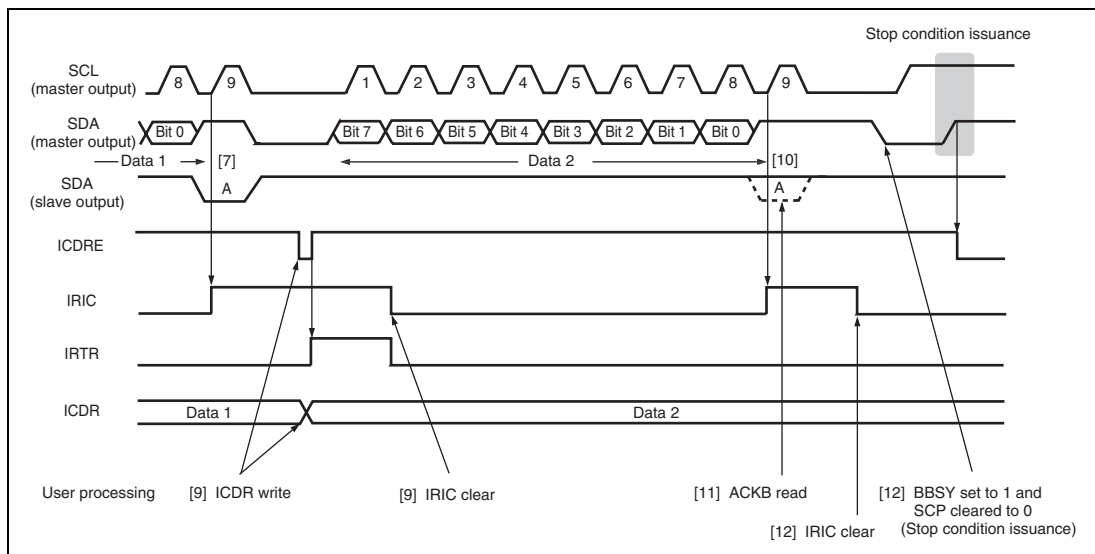 Stop condition issuance
SCL
(master output)
8 9 1 2 3 4 5 6 7 8 9
SDA
(master output)
Bit 0 Bit 7 Bit 6 Bit 5 Bit 4 Bit 3 Bit 2 Bit 1 Bit 0
Data 1 [7] Data 2 [10]
SDA
(slave output)
A A
ICDRE
IRIC
IRTR
ICDR
Data 1 Data 2
User processing
[9] ICDR write
[9] IRIC clear
[11] ACKB read
[12] IRIC clear
[12] BBSY set to 1 and
SCP cleared to 0
(Stop condition issuance)